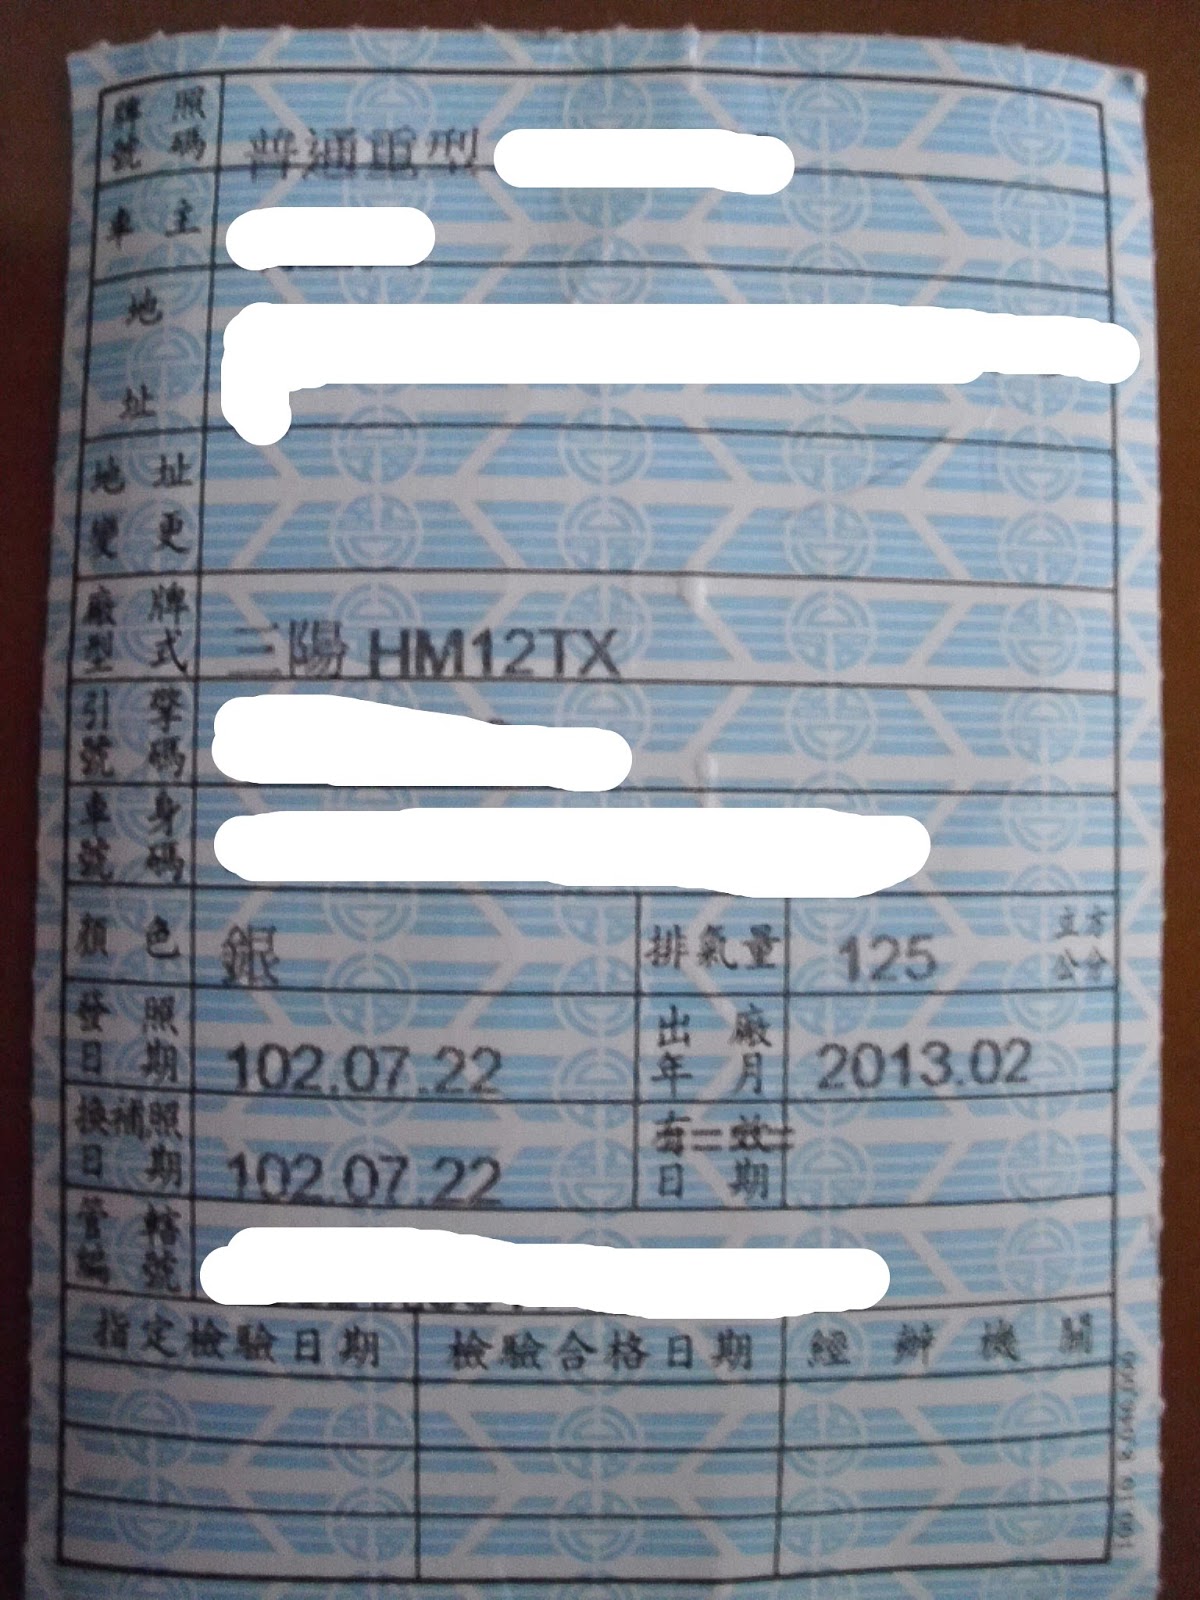 牌照
號碼 普通重型
車主
地
址
地址
變更
廠牌
型式 三陽 HM12TX
引擎
號碼
車身
號碼
顏色 銀 排氣量 125 立方
公分
發照
日期 102.07.22 出廠
年月 2013.02
換補照
日期 102.07.22 有效
日期
管轄
編號
指定檢驗日期 檢驗合格日期 經辦機關